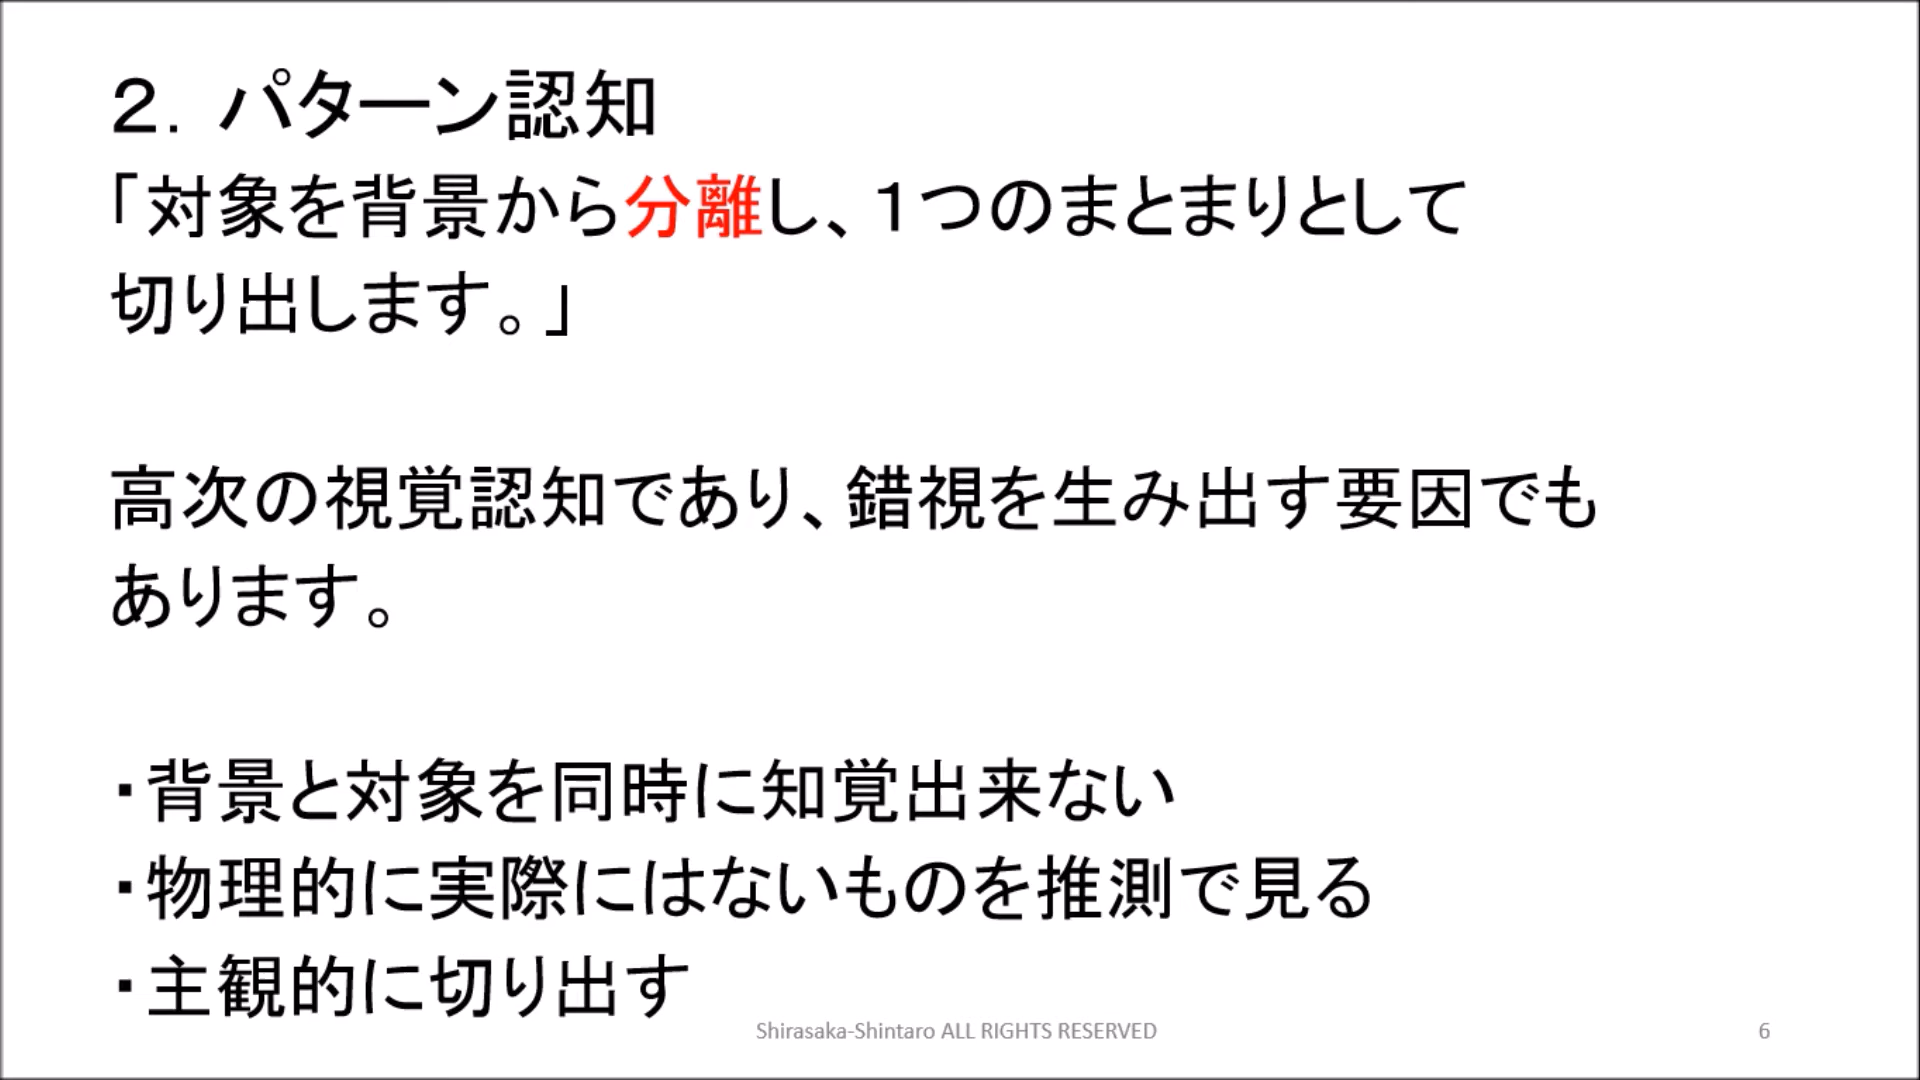 ２．パターン認知
「対象を背景から分離し、１つのまとまりとして
切り出します。」
高次の視覚認知であり、錯視を生み出す要因でも
あります。
・背景と対象を同時に知覚出来ない
・物理的に実際にはないものを推測で見る
・主観的に切り出す
Shirasaka-Shintaro ALL RIGHTS RESERVED
6